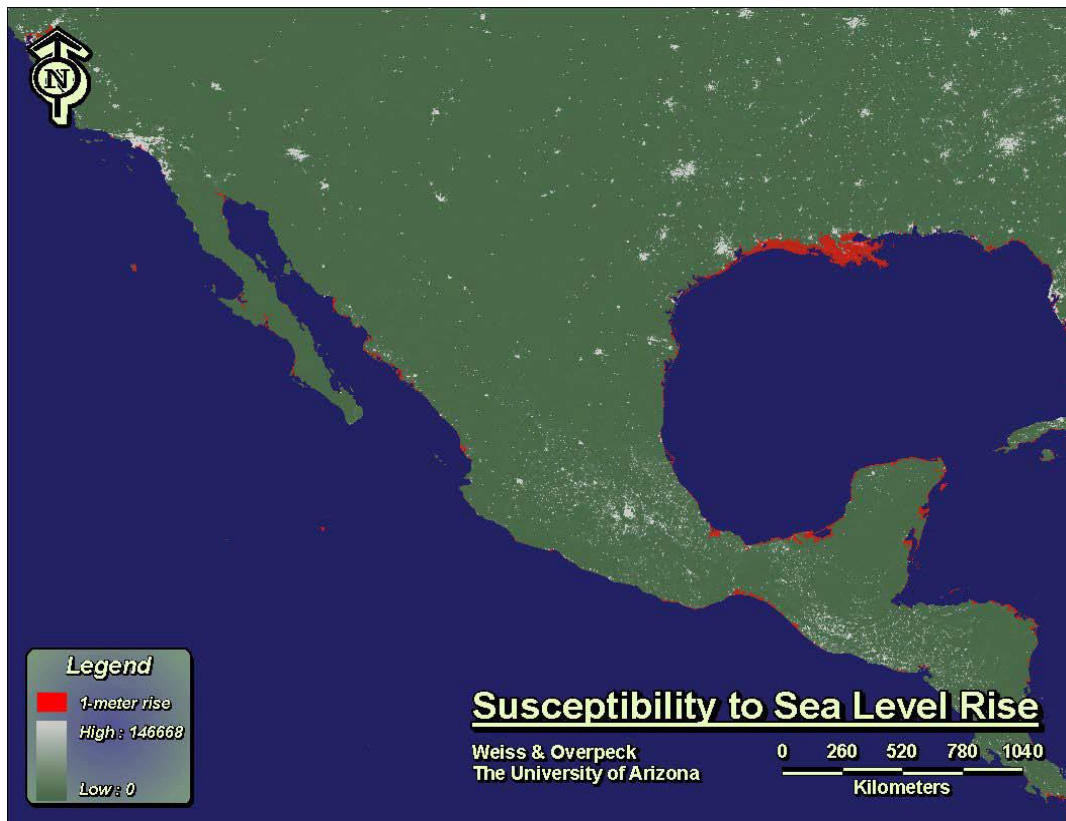 N
Legend
1-meter rise
High : 146668
Low : 0
Susceptibility to Sea Level Rise
Weiss & Overpeck
The University of Arizona
0 260 520 780 1040
Kilometers